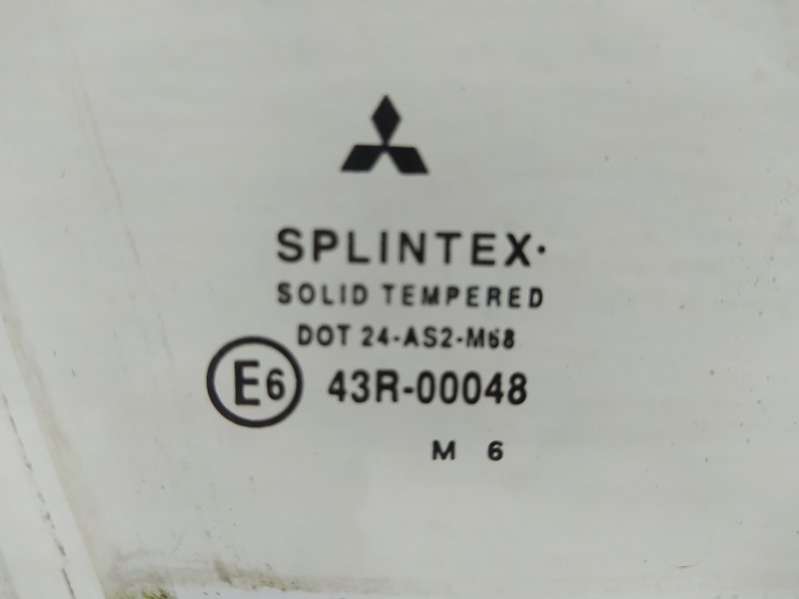 SPLINTEX·
SOLID TEMPERED
DOT 24-AS2-M68
E6 43R-00048
M 6